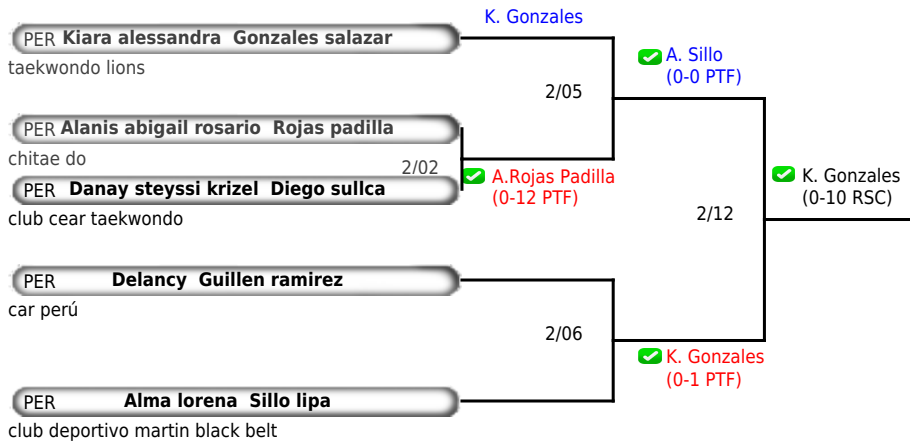 K. Gonzales
PER Kiara alessandra Gonzales salazar
taekwondo lions
A. Sillo
(0-0 PTF)
2/05
PER Alanis abigail rosario Rojas padilla
chitae do
2/02
A.Rojas Padilla
(0-12 PTF)
PER Danay steyssi krizel Diego sullca
club cear taekwondo
K. Gonzales
(0-10 RSC)
2/12
PER Delancy Guillen ramirez
car perú
2/06
K. Gonzales
(0-1 PTF)
PER Alma lorena Sillo lipa
club deportivo martin black belt